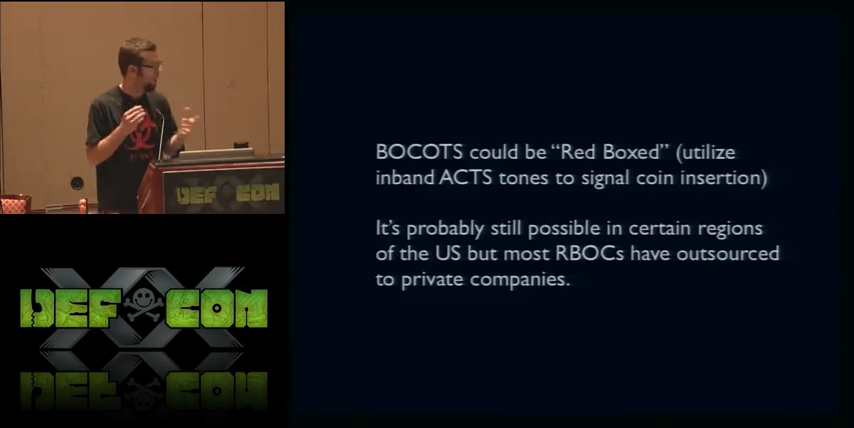 BOCOTS could be “Red Boxed” (utilize
inband ACTS tones to signal coin insertion)
It’s probably still possible in certain regions
of the US but most RBOCs have outsourced
to private companies.
DEF CON
XX
DEF CON